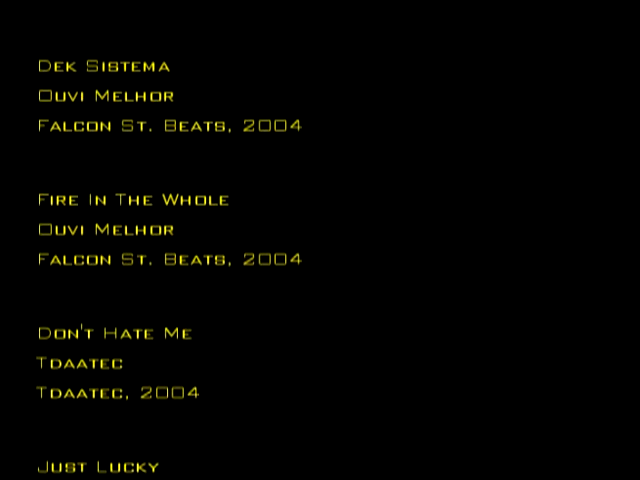 Dek Sistema
Ouvi Melhor
Falcon St. Beats, 2004
Fire In The Whole
Ouvi Melhor
Falcon St. Beats, 2004
Don't Hate Me
Tdaatec
Tdaatec, 2004
Just Lucky